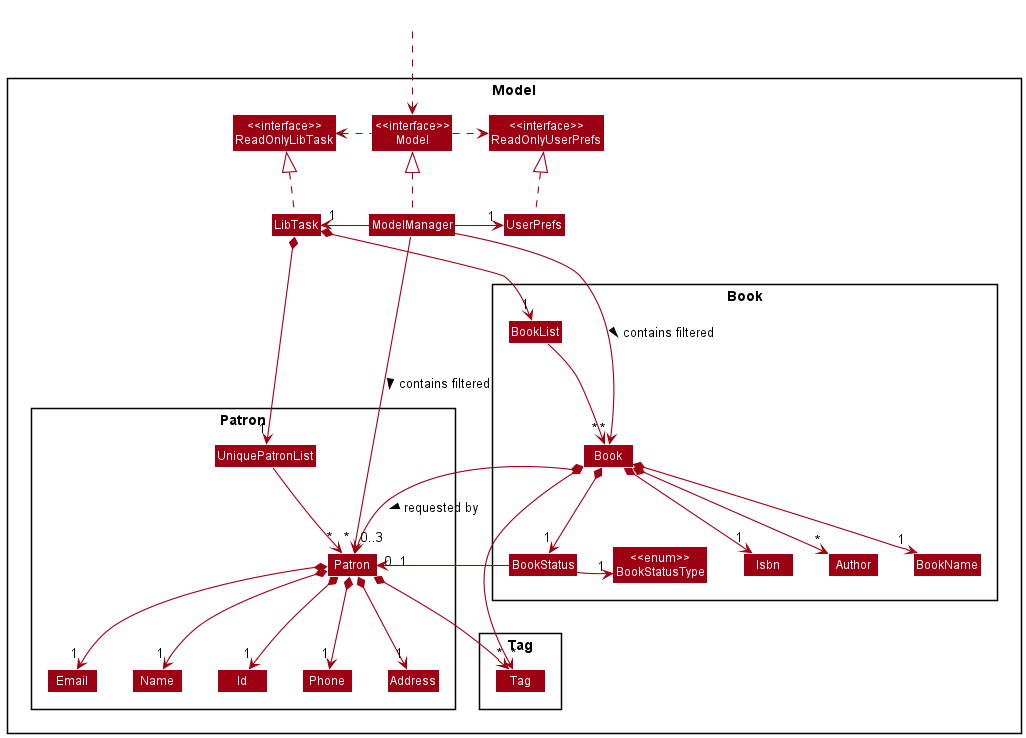 Model
<<interface>>
ReadOnlyLibTask
<<interface>>
Model
<<interface>>
ReadOnlyUserPrefs
LibTask
1
ModelManager
1
UserPrefs
Book
1
BookList
contains filtered
contains filtered
Patron
1
UniquePatronList
* *
Book
requested by
*
*
0..3
Patron
0..1
1
BookStatus
1
<<enum>>
BookStatusType
1
Isbn
*
Author
1
BookName
Tag
1
Email
1
Name
1
Id
1
Phone
1
Address
*
*
Tag